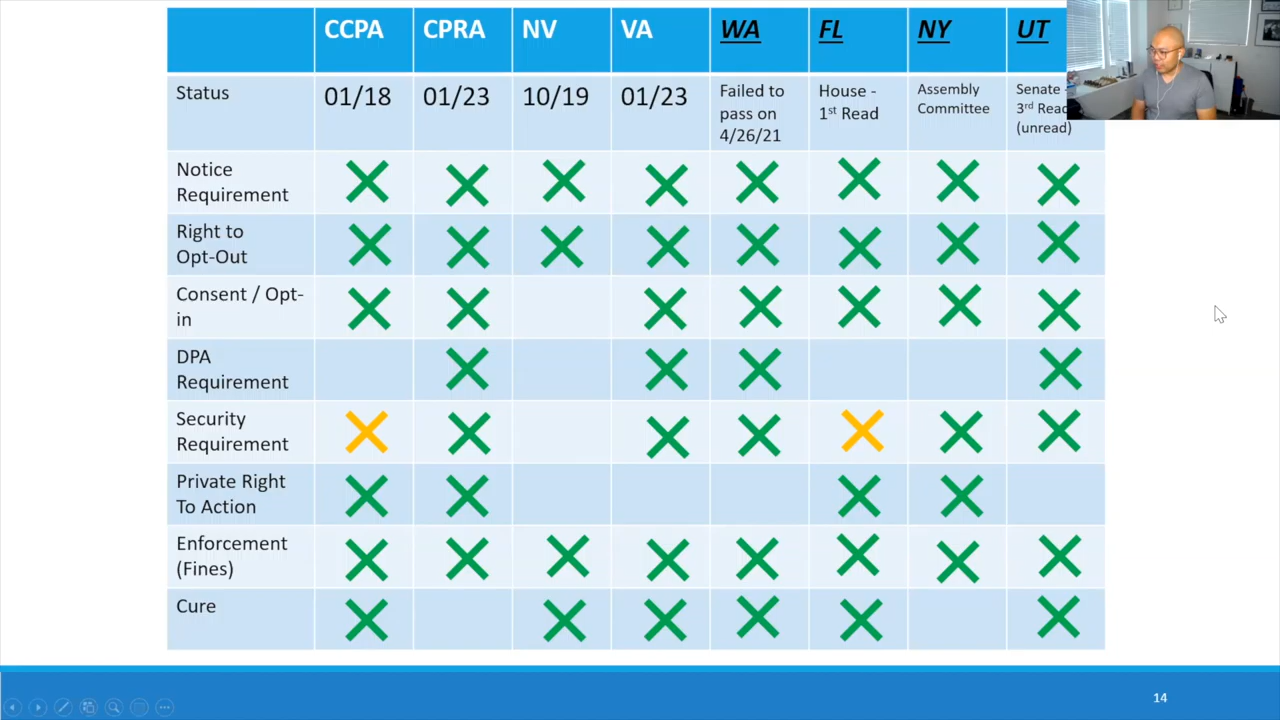 CCPA CPRA NV VA WA FL NY UT
Status 01/18 01/23 10/19 01/23 Failed to pass on 4/26/21 House - 1st Read Assembly Committee Senate 3rd (unread)
Notice
Requirement
Right to
Opt-Out
Consent / Opt-
in
DPA
Requirement
Security
Requirement
Private Right
To Action
Enforcement
(Fines)
Cure
14